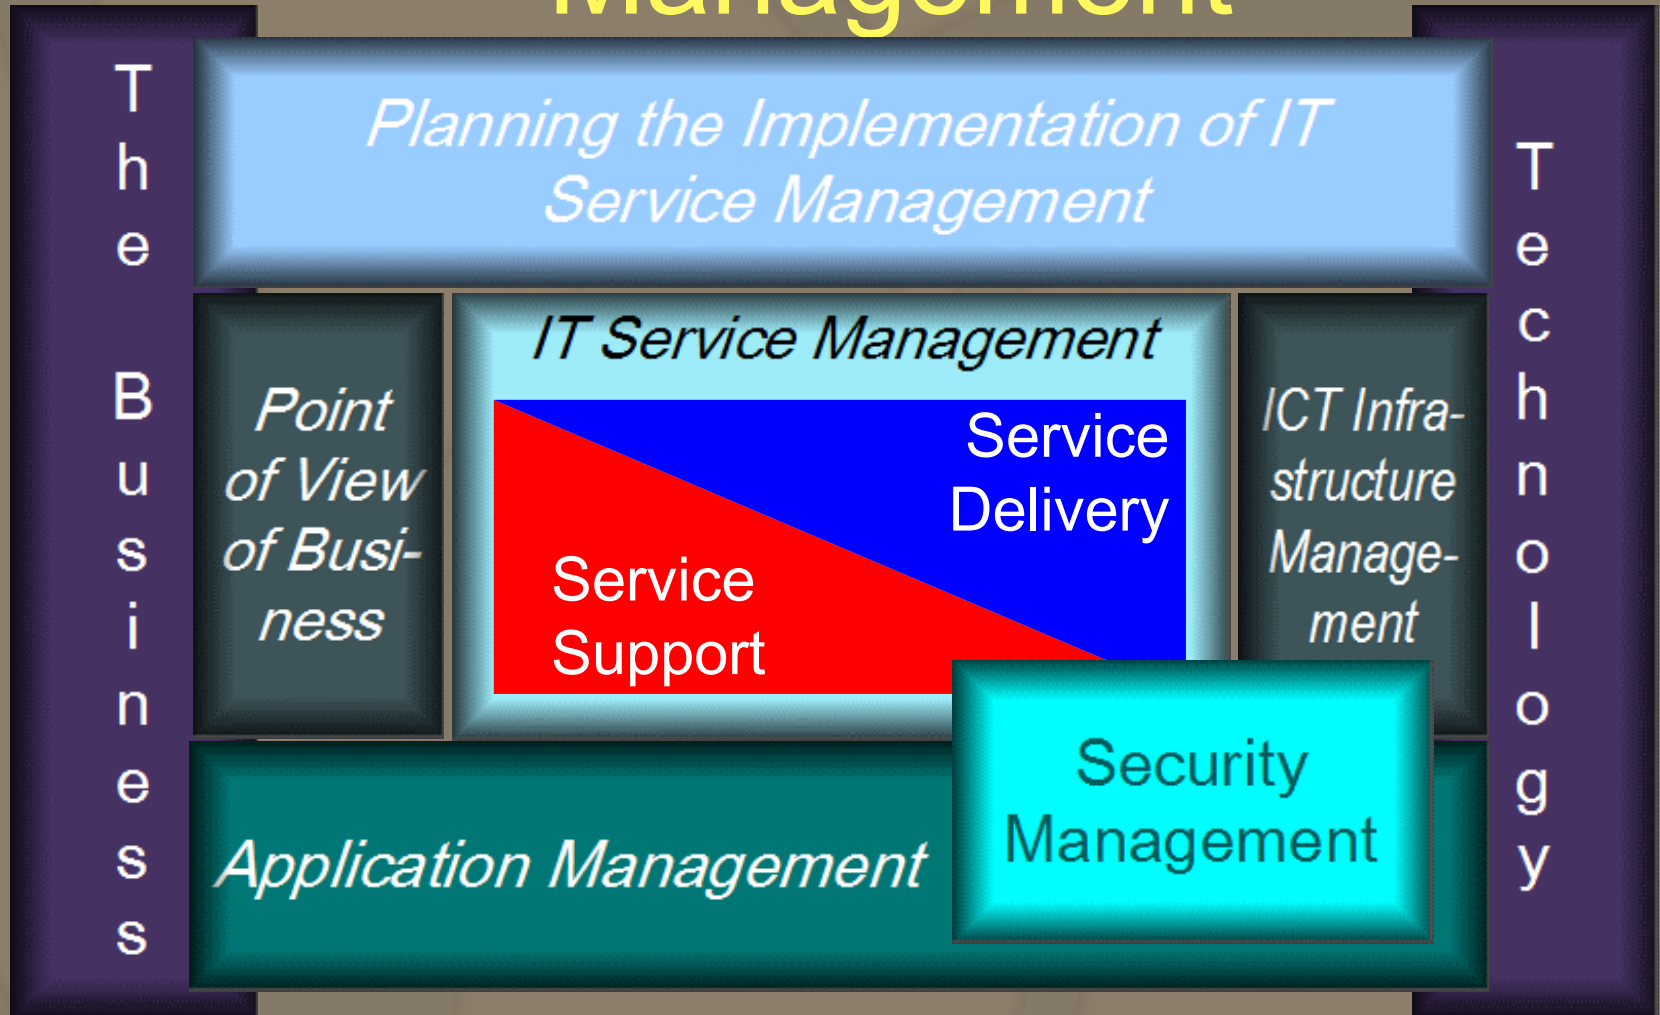 Management
The Business
Planning the Implementation of IT
Service Management
Technology
Point
of View
of Busi-
ness
IT Service Management
Service
Delivery
Service
Support
ICT Infra-
structure
Manage-
ment
Security
Management
Application Management